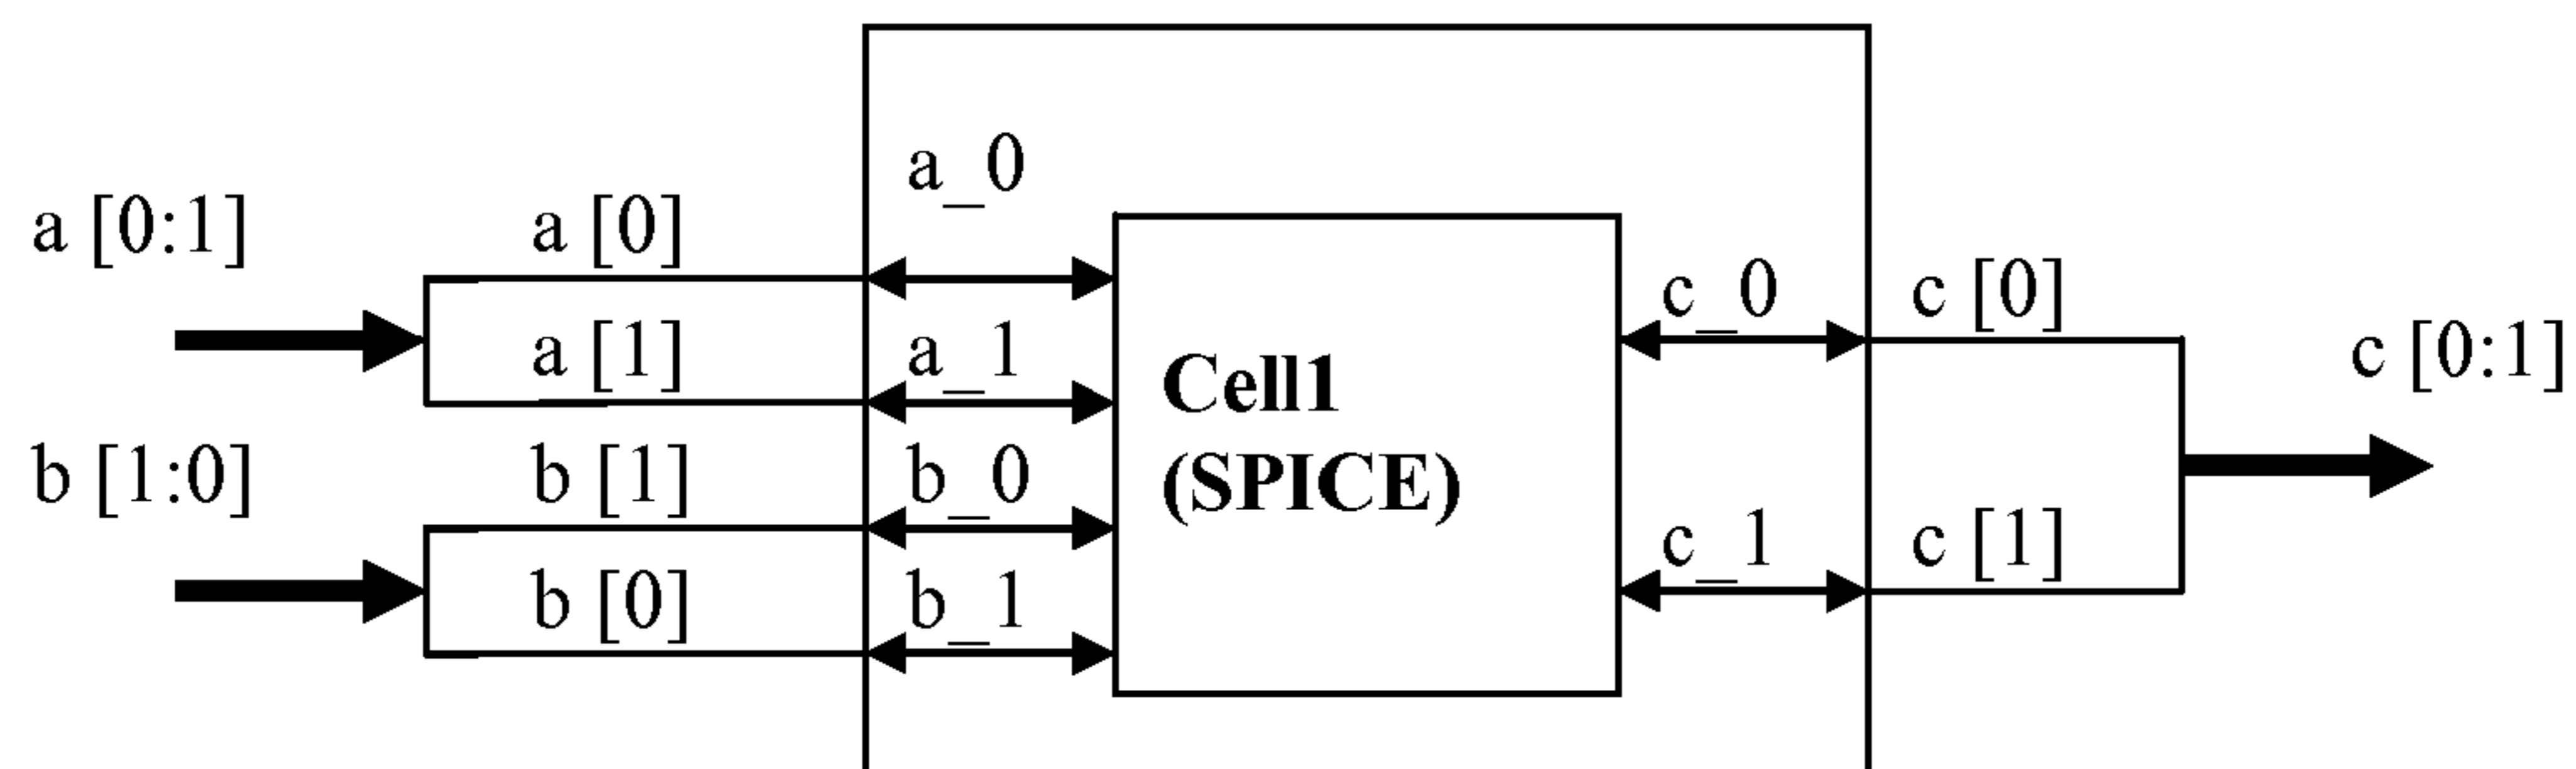 a_0
a [0:1]
a [0]
a [1]
a_1
b [1:0]
b [1]
b_0
b [0]
b_1
Cell1
(SPICE)
c_0
c [0]
c [0:1]
c_1
c [1]